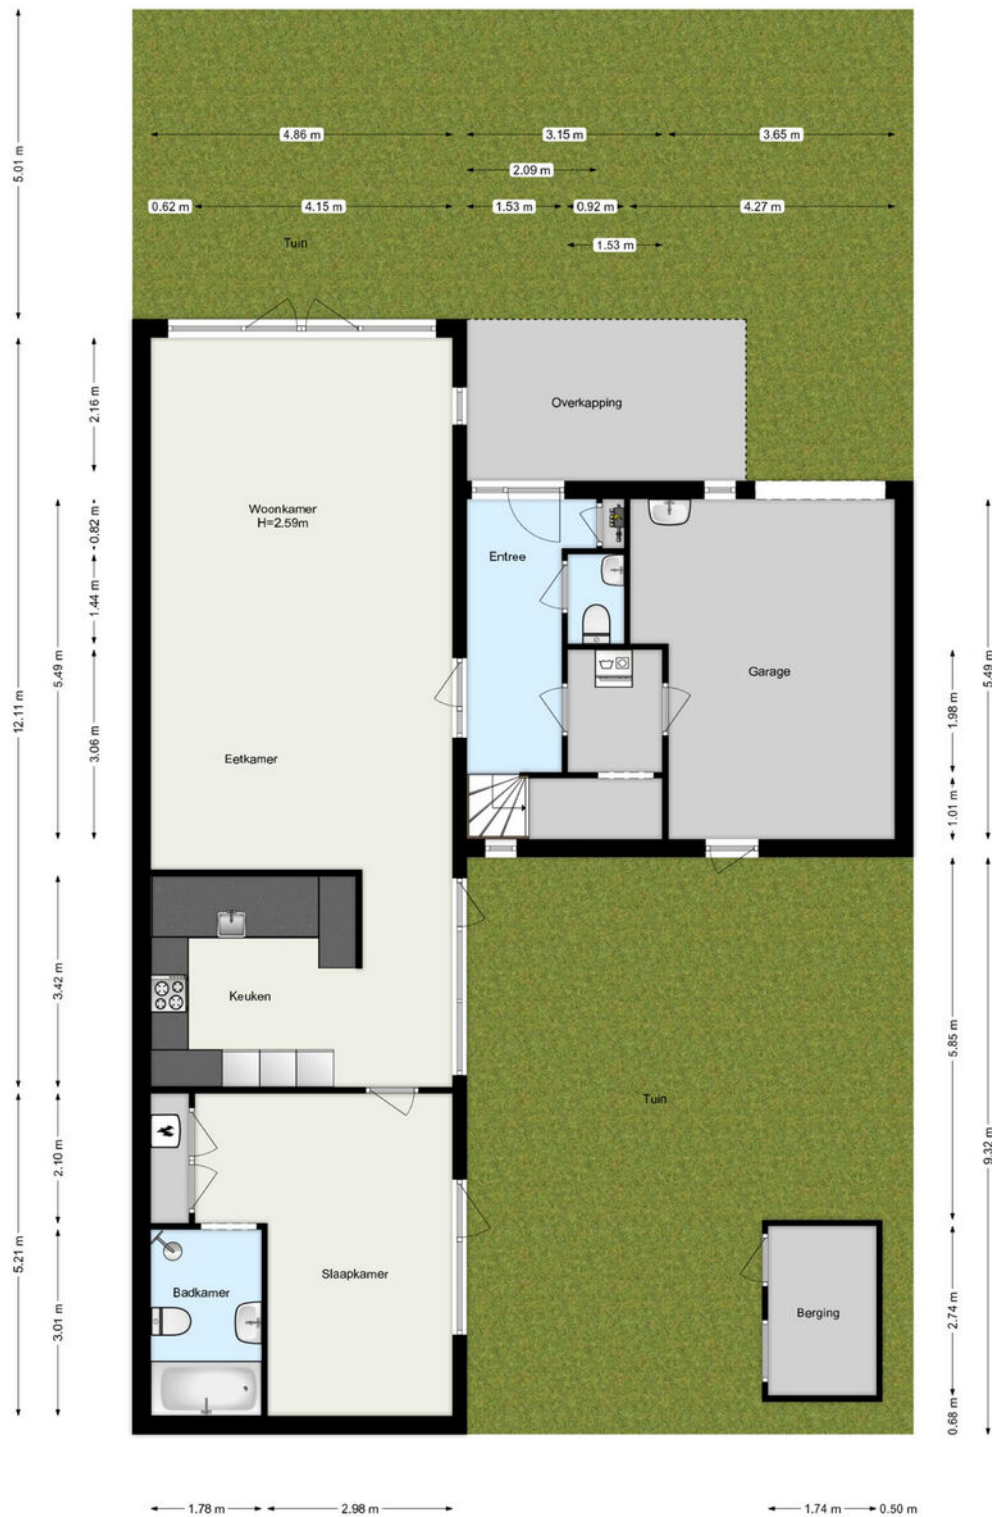 5.01 m
4.86 m
3.15 m
3.65 m
2.09 m
0.62 m
4.15 m
1.53 m
0.92 m
4.27 m
Tuin
1.53 m
2.16 m
Overkapping
Woonkamer
H=2.59m
0.82 m
Entree
1.44 m
5.49 m
12.11 m
3.06 m
Eetkamer
Garage
1.98 m
5.49 m
1.01 m
3.42 m
Keuken
5.85 m
Tuin
9.32 m
2.10 m
5.21 m
Slaapkamer
Badkamer
3.01 m
Berging
2.74 m
0.68 m
1.78 m
2.98 m
1.74 m
0.50 m